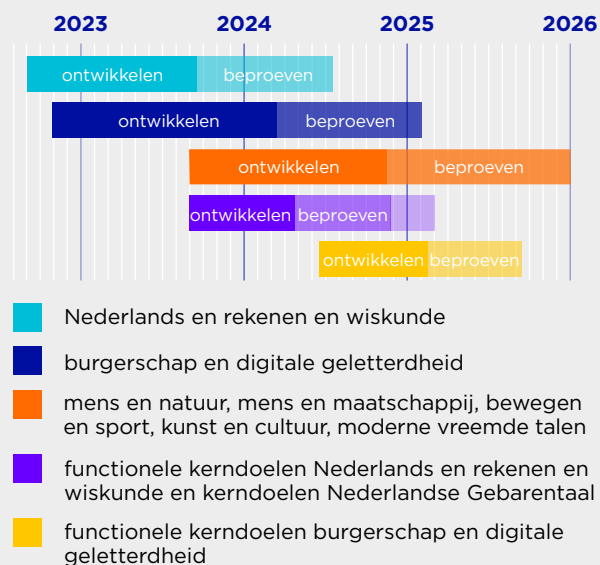 2023 2024 2025 2026
ontwikkelen beproeven
ontwikkelen beproeven
ontwikkelen beproeven
ontwikkelen beproeven
ontwikkelen beproeven
Nederlands en rekenen en wiskunde
burgerschap en digitale geletterdheid
mens en natuur, mens en maatschappij, bewegen
en sport, kunst en cultuur, moderne vreemde talen
functionele kerndoelen Nederlands en rekenen en
wiskunde en kerndoelen Nederlandse Gebarentaal
functionele kerndoelen burgerschap en digitale
geletterdheid